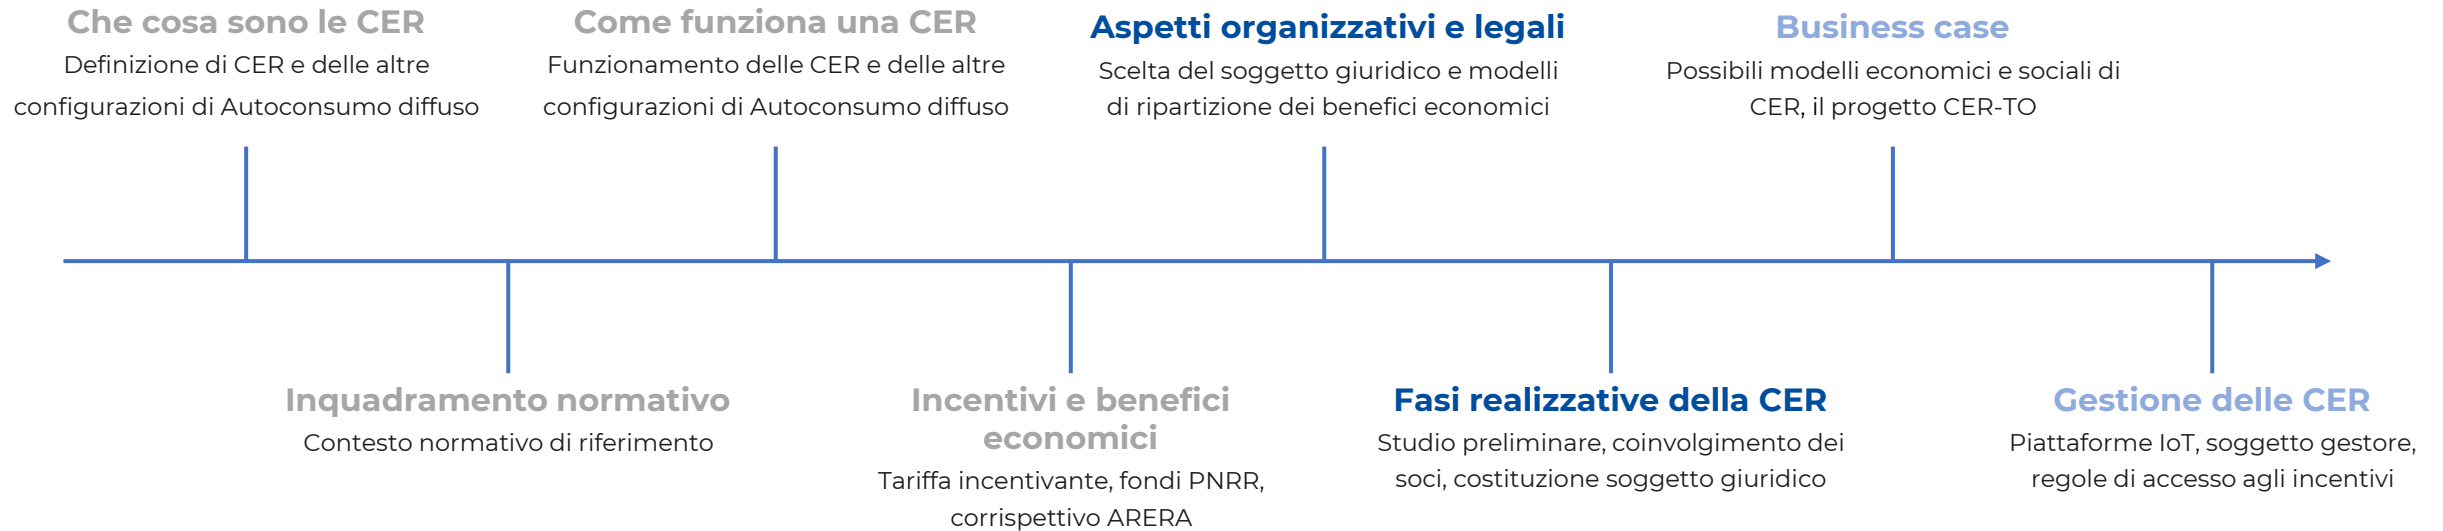 Che cosa sono le CER
Definizione di CER e delle altre
configurazioni di Autoconsumo diffuso
Come funziona una CER
Funzionamento delle CER e delle altre
configurazioni di Autoconsumo diffuso
Aspetti organizzativi e legali
Scelta del soggetto giuridico e modelli
di ripartizione dei benefici economici
Business case
Possibili modelli economici e sociali di
CER, il progetto CER-TO
Inquadramento normativo
Contesto normativo di riferimento
Incentivi e benefici
economici
Tariffa incentivante, fondi PNRR,
corrispettivo ARERA
Fasi realizzative della CER
Studio preliminare, coinvolgimento dei
soci, costituzione soggetto giuridico
Gestione delle CER
Piattaforme IoT, soggetto gestore,
regole di accesso agli incentivi